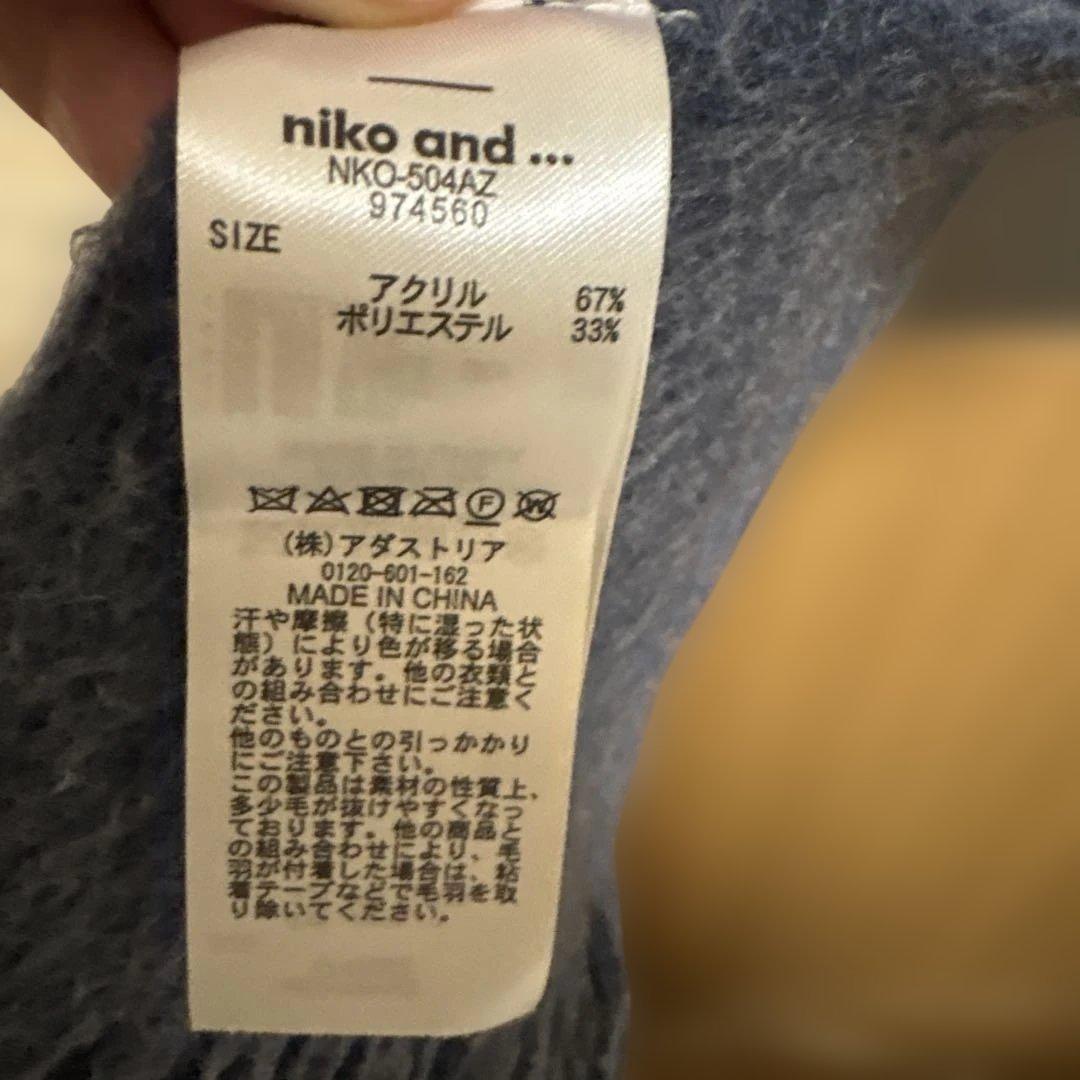 niko and ...
NKO-504AZ
974560
SIZE
アクリル 67%
ポリエステル 33%
F W
(株)アダストリア
0120-601-162
MADE IN CHINA
汗や摩擦（特に湿った状
態）により色が移る場合
があります。他の衣類と
の組み合わせにご注意く
ださい。
他のものとの引っかかり
にご注意下さい。
この製品は素材の性質上、
多少毛が抜けやすくなっ
ております。他の商品と
の組み合わせにより、毛
羽が付着した場合は、粘
着テープなどで毛羽を取
り除いてください。